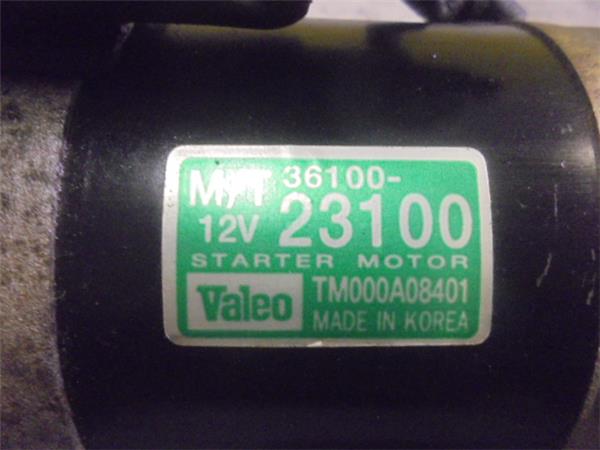 M/T 36100-
12V 23100
STARTER MOTOR
Valeo TM000A08401
MADE IN KOREA